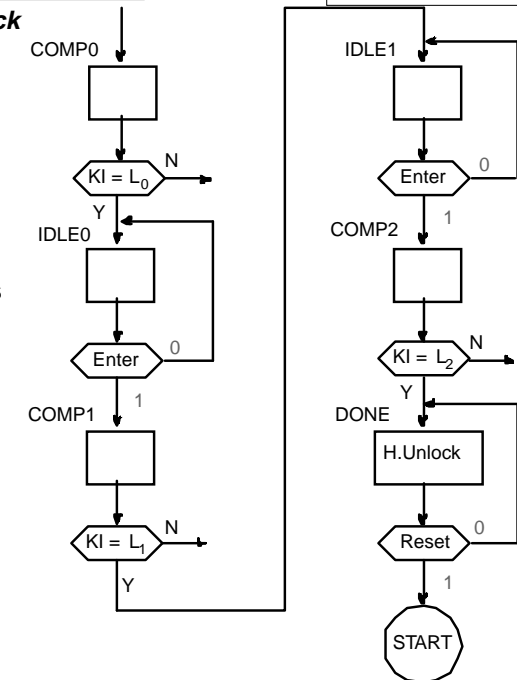 ck
COMP0
KI = L0
N
Y
IDLE0
Enter
0
1
COMP1
KI = L1
N
Y
IDLE1
Enter
0
1
COMP2
KI = L2
N
Y
DONE
H.Unlock
Reset
0
1
START